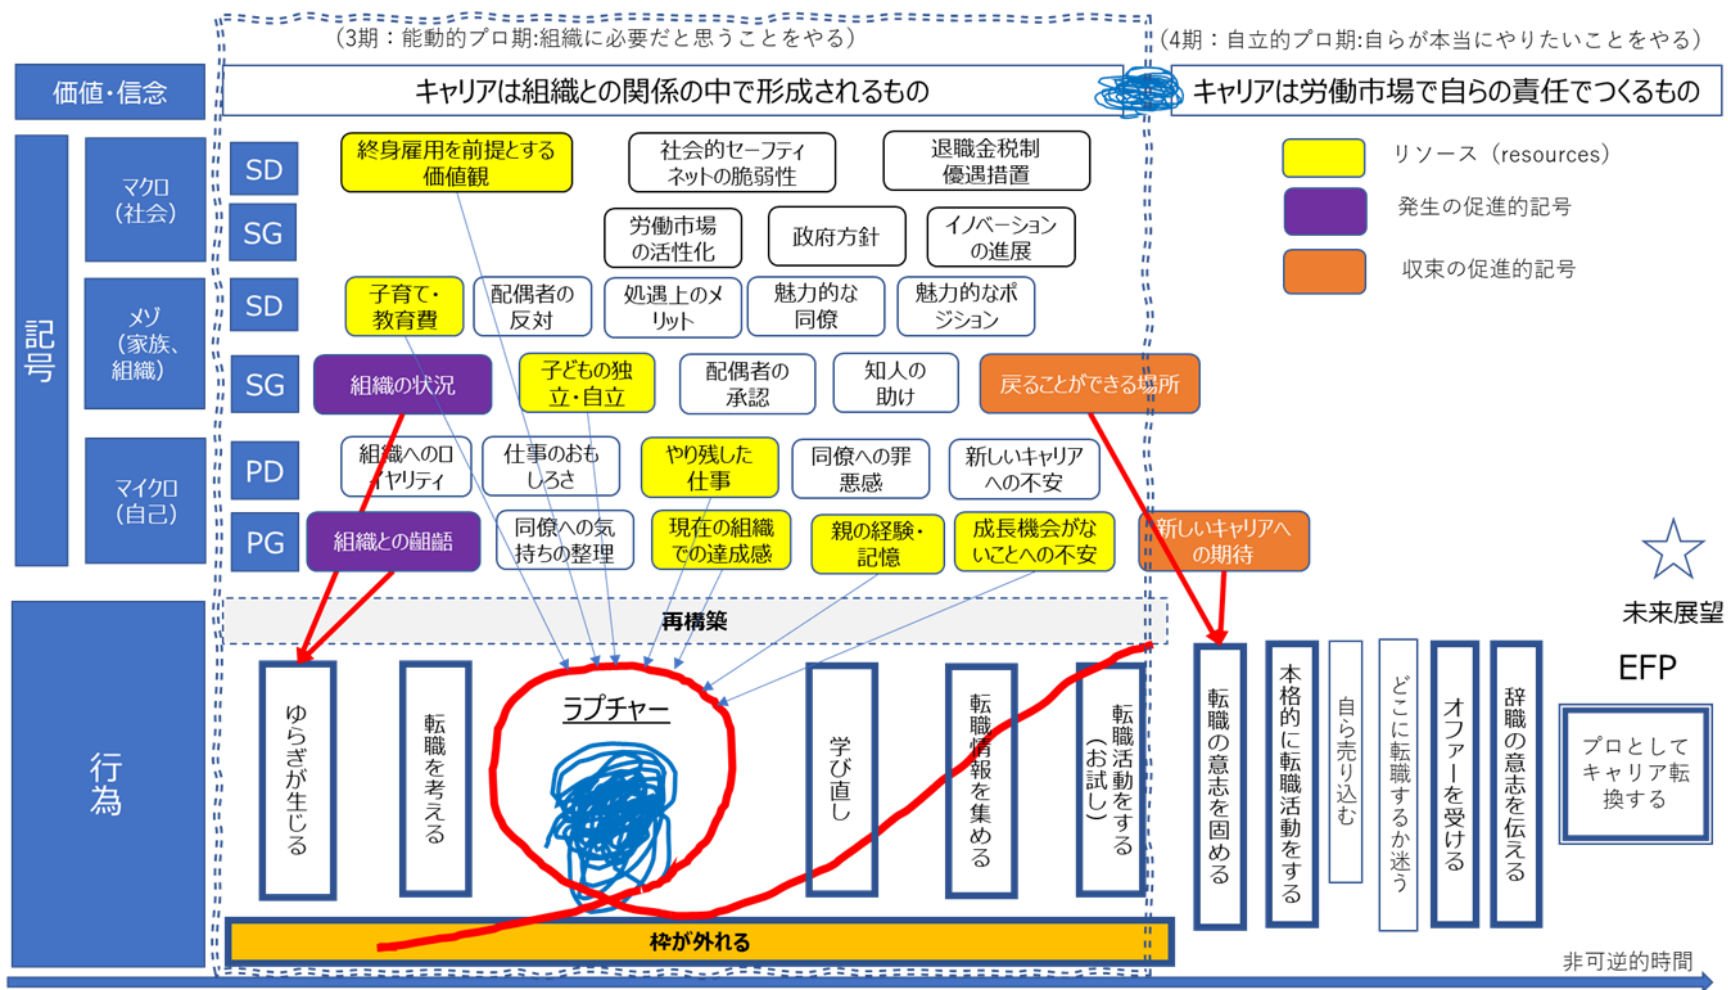 （3期：能動的プロ期:組織に必要だと思うことをやる）
（4期：自立的プロ期:自らが本当にやりたいことをやる）
価値・信念
キャリアは組織との関係の中で形成されるもの
キャリアは労働市場で自らの責任でつくるもの
記号
マクロ
（社会）
SD
終身雇用を前提とする
価値観
社会的セーフティ
ネットの脆弱性
退職金税制
優遇措置
SG
労働市場
の活性化
政府方針
イノベーション
の進展
リソース（resources）
発生の促進的記号
収束の促進的記号
メゾ
（家族、
組織）
SD
子育て・
教育費
配偶者の
反対
処遇上のメ
リット
魅力的な
同僚
魅力的なポ
ジション
SG
組織の状況
子どもの独
立・自立
配偶者の
承認
知人の
助け
戻ることができる場所
マイクロ
（自己）
PD
組織へのロ
イヤリティ
仕事のおも
しろさ
やり残した
仕事
同僚への罪
悪感
新しいキャリア
への不安
PG
組織との齟齬
同僚への気
持ちの整理
現在の組織
での達成感
親の経験・
記憶
成長機会がな
いことへの不安
新しいキャリアへ
の期待
再構築
行為
ゆらぎが生じる
転職を考える
ラプチャー
学び直し
転職情報を集める
転職活動をする
（お試し）
転職の意志を固める
本格的に転職活動をする
自ら売り込む
どこに転職するか迷う
オファーを受ける
辞職の意志を伝える
未来展望
EFP
プロとして
キャリア転
換する
枠が外れる
非可逆的時間